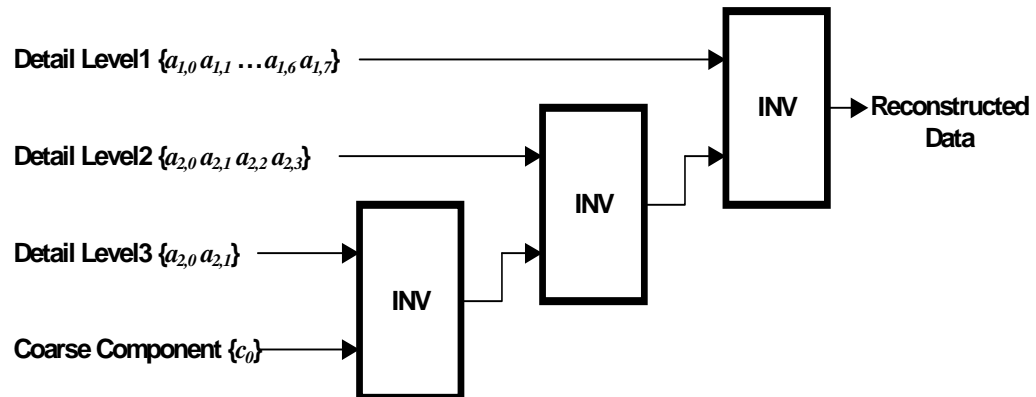 Detail Level1 {a1,0 a1,1 …a1,6 a1,7}
INV
Reconstructed
Data
Detail Level2 {a2,0 a2,1 a2,2 a2,3}
INV
Detail Level3 {a2,0 a2,1}
INV
Coarse Component {c0}